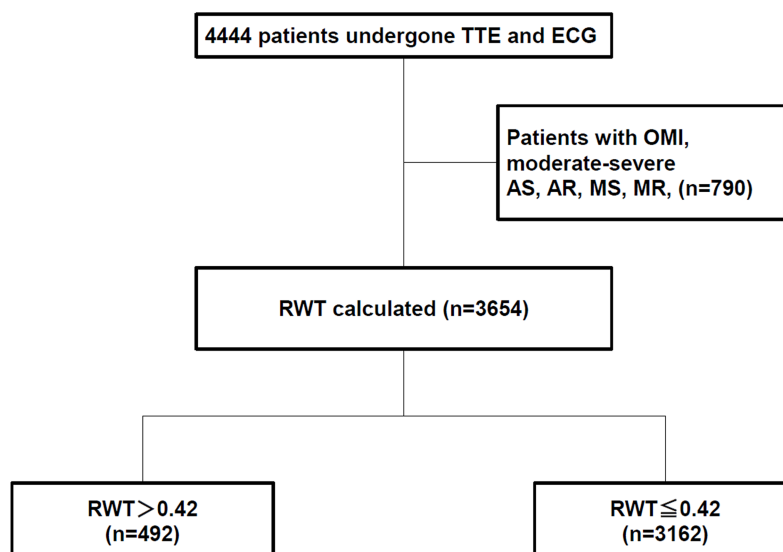 4444 patients undergone TTE and ECG
Patients with OMI,
moderate-severe
AS, AR, MS, MR, (n=790)
RWT calculated (n=3654)
RWT＞0.42
(n=492)
RWT≦0.42
(n=3162)